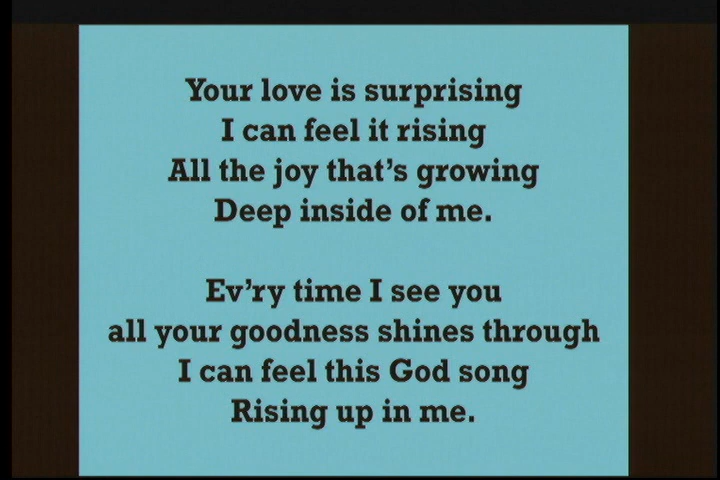 Your love is surprising
I can feel it rising
All the joy that's growing
Deep inside of me.
Ev'ry time I see you
all your goodness shines through
I can feel this God song
Rising up in me.